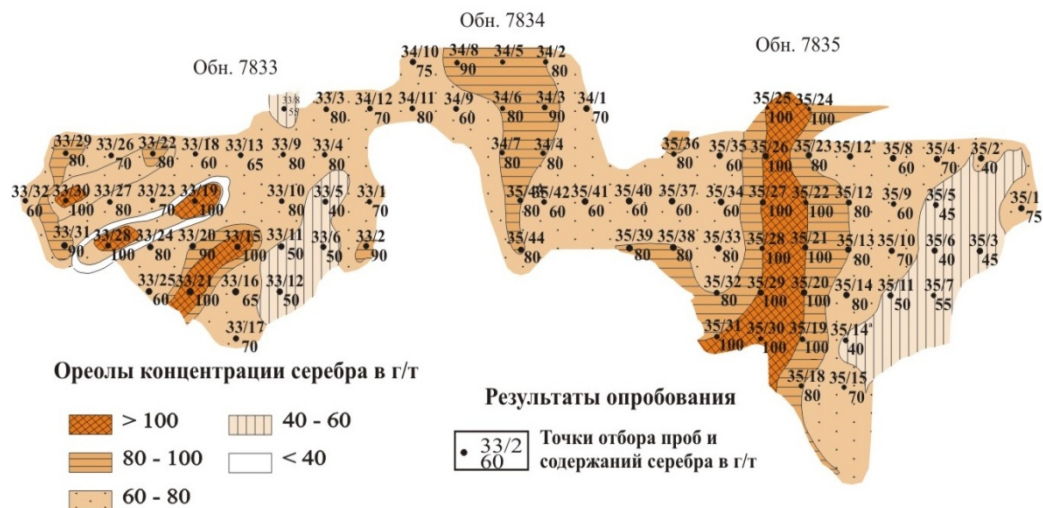 Обн. 7834
Обн. 7835
Обн. 7833
34/10 34/8 34/5 34/2
75 90 80
33/8 33/3 34/12 34/11 34/9 34/6 34/3 34/1
55 80 70 80 60 80 90 70
35/25 35/24
100 100
33/29 33/26 33/22 33/18 33/13 33/9 33/4 34/7 34/4 35/36 35/35 35/26 35/23 35/12' 35/8 35/4 35/2'
80 70 80 60 65 80 80 80 80 80 60 100 80 60 70 40
33/32 33/30 33/27 33/23 33/19 33/10 33/5 33/1 35/42 35/41 35/40 35/37 35/34 35/27 35/22 35/12 35/9 35/5 35/1
60 100 80 70 100 80 40 70 80 60 60 60 60 60 100 100 80 60 45 75
33/31 33/28 33/24 33/20 33/15 33/11 33/6 33/2 35/44 35/39 35/38 35/33 35/28 35/21 35/13 35/10 35/6 35/3
90 100 80 90 100 50 50 90 80 80 80 80 100 100 80 70 40 45
33/25 33/21 33/16 33/12 35/32 35/29 35/20 35/14 35/11 35/7
60 100 65 50 80 100 100 80 50 55
33/17 35/31 35/30 35/19 35/14ª
70 100 100 100 40
35/18 35/15
80 70
Ореолы концентрации серебра в г/т
> 100
40 - 60
80 - 100
< 40
60 - 80
Результаты опробования
33/2
60
Точки отбора проб и
содержаний серебра в г/т